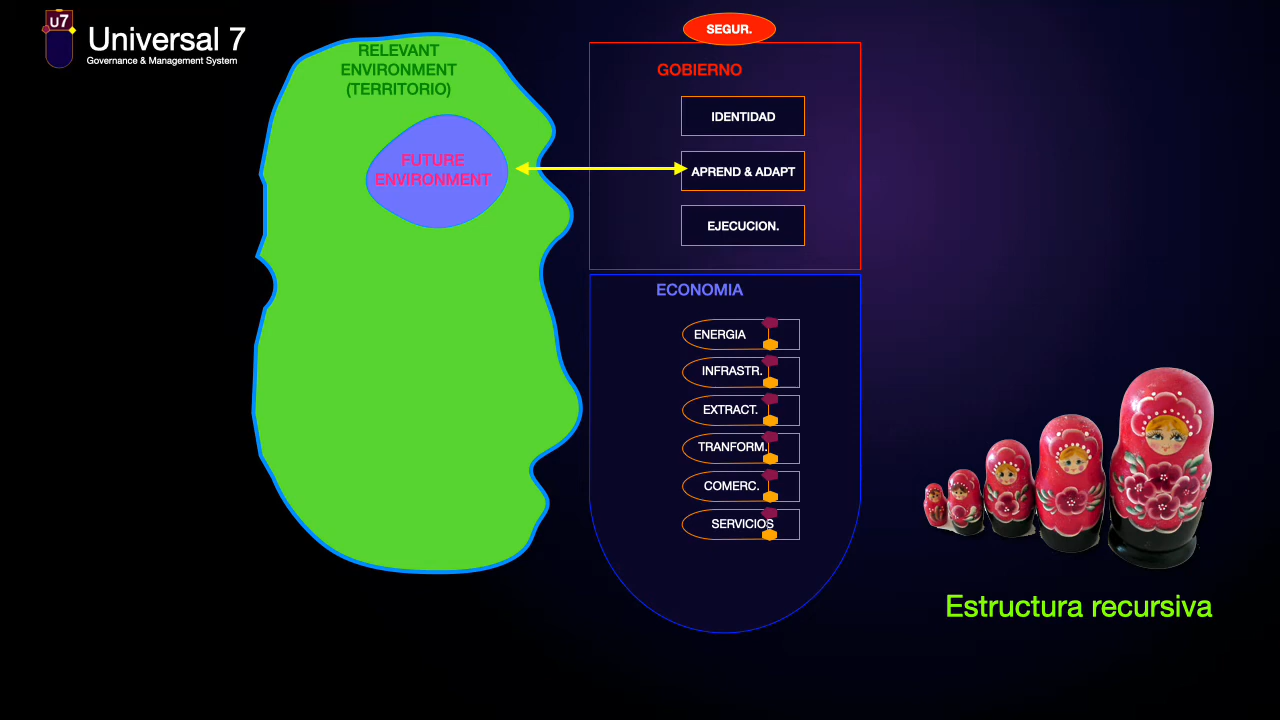 U7
Universal 7
Governance & Management System
RELEVANT
ENVIRONMENT
(TERRITORIO)
FUTURE
ENVIRONMENT
SEGUR.
GOBIERNO
IDENTIDAD
APREND & ADAPT
EJECUCION.
ECONOMIA
ENERGIA
INFRASTR.
EXTRACT.
TRANFORM.
COMERC.
SERVICIOS
Estructura recursiva